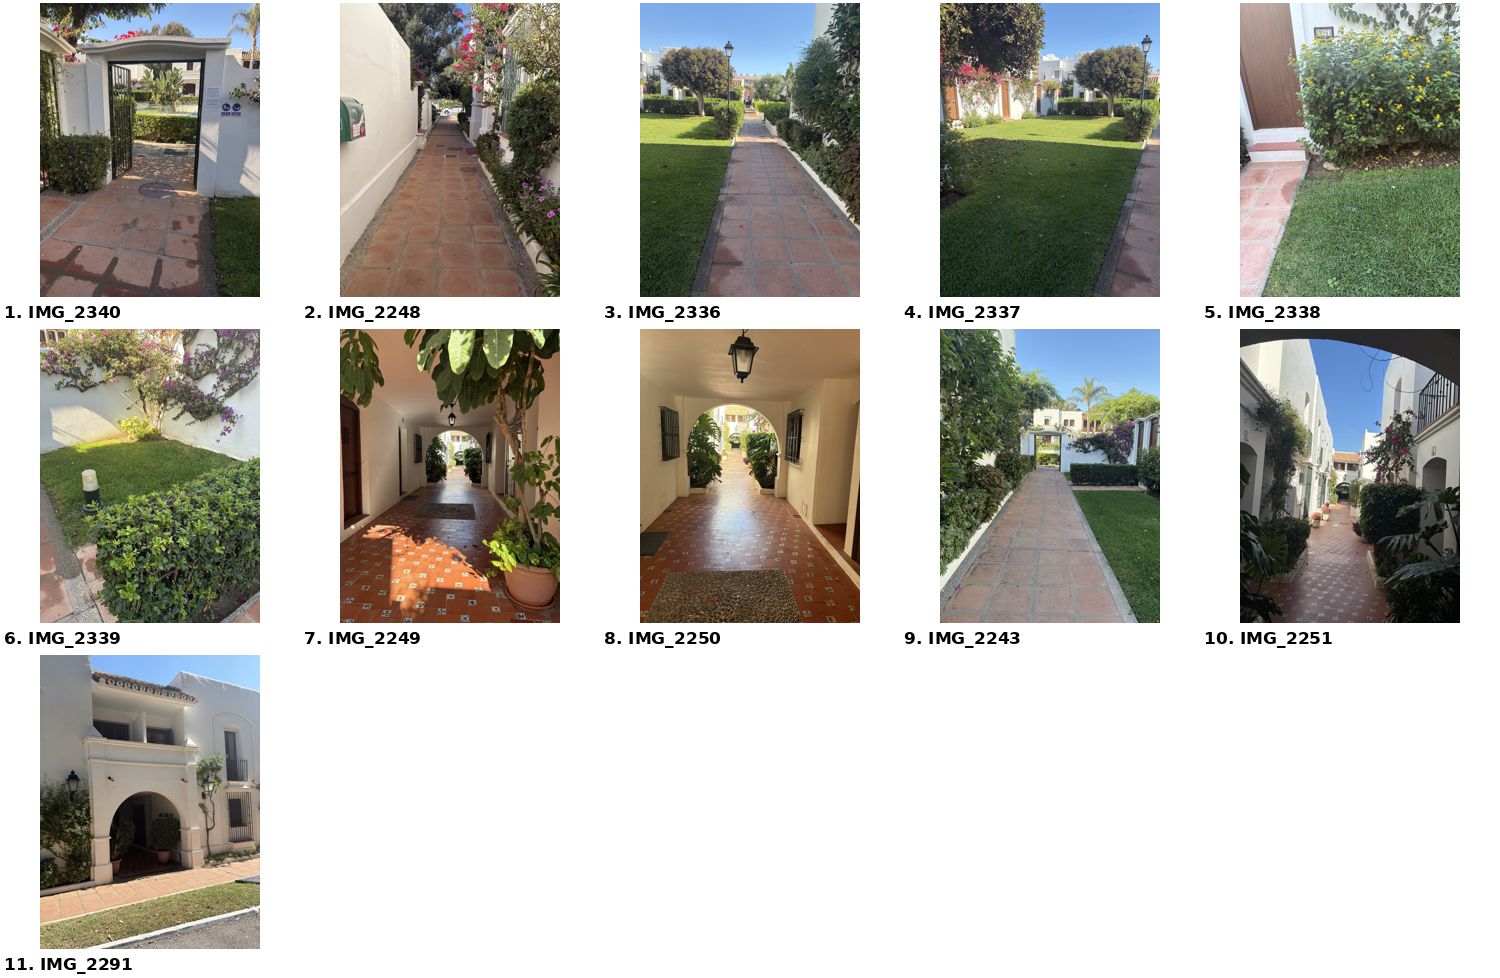 1. IMG_2340
2. IMG_2248
3. IMG_2336
4. IMG_2337
5. IMG_2338
6. IMG_2339
7. IMG_2249
8. IMG_2250
9. IMG_2243
10. IMG_2251
11. IMG_2291